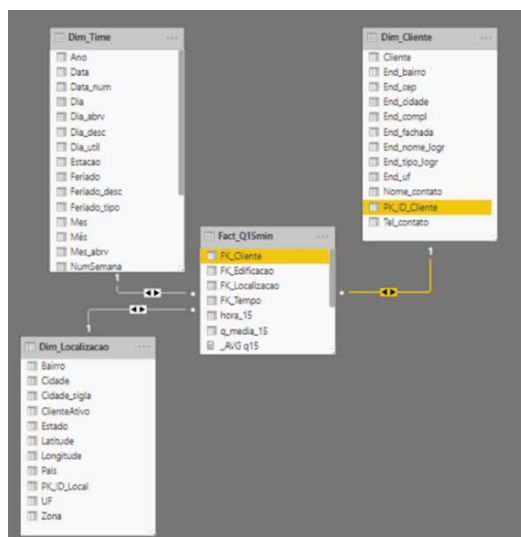 Dim_Time
Ano
Data
Data_num
Dia
Dia_abrv
Dia_desc
Dia_util
Estacao
Feriado
Feriado_desc
Feriado_tipo
Mes
Mês
Mes_abrv
NumSemana
1
Dim_Cliente
Cliente
End_bairro
End_cep
End_cidade
End_compl
End_fachada
End_nome_logr
End_tipo_logr
End_uf
Nome_contato
PK_ID_Cliente
Tel_contato
1
Fact_Q15min
FK_Cliente
FK_Edificacao
FK_Localizacao
FK_Tempo
hora_15
q_media_15
_AVG q15
1
Dim_Localizacao
Bairro
Cidade
Cidade_sigla
ClienteAtivo
Estado
Latitude
Longitude
Pais
PK_ID_Local
UF
Zona